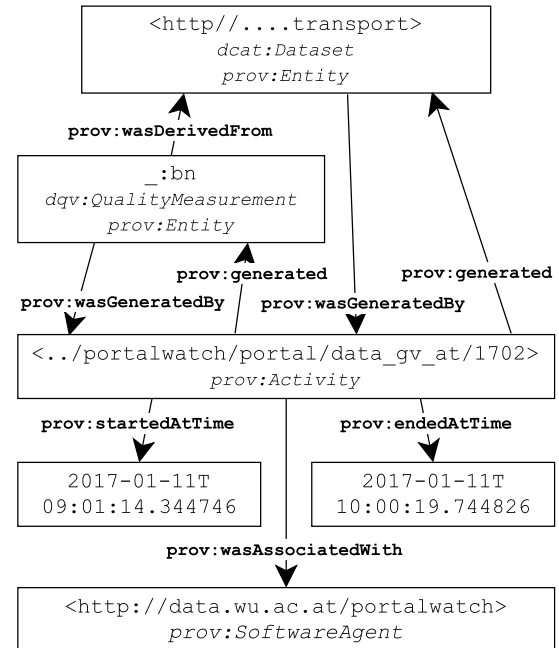 <http//....transport>
dcat:Dataset
prov:Entity
prov:wasDerivedFrom
_:bn
dqv:QualityMeasurement
prov:Entity
prov:generated
prov:generated
prov:wasGeneratedBy
prov:wasGeneratedBy
<../portalwatch/portal/data_gv_at/1702>
prov:Activity
prov:startedAtTime
prov:endedAtTime
2017-01-11T
09:01:14.344746
2017-01-11T
10:00:19.744826
prov:wasAssociatedWith
<http://data.wu.ac.at/portalwatch>
prov:SoftwareAgent